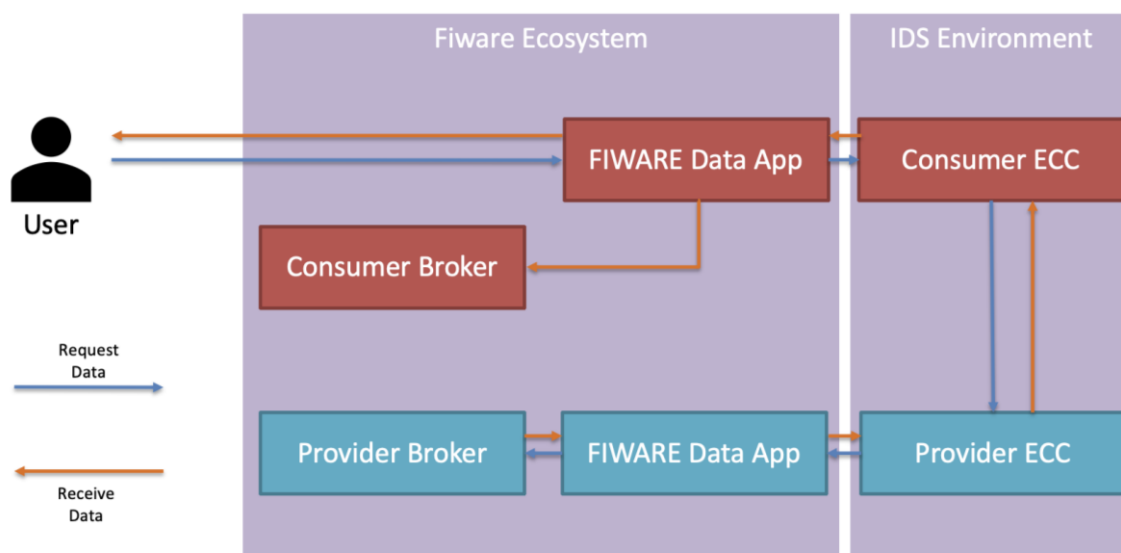 Fiware Ecosystem
IDS Environment
FIWARE Data App
Consumer ECC
User
Consumer Broker
Request
Data
Provider Broker
FIWARE Data App
Provider ECC
Receive
Data